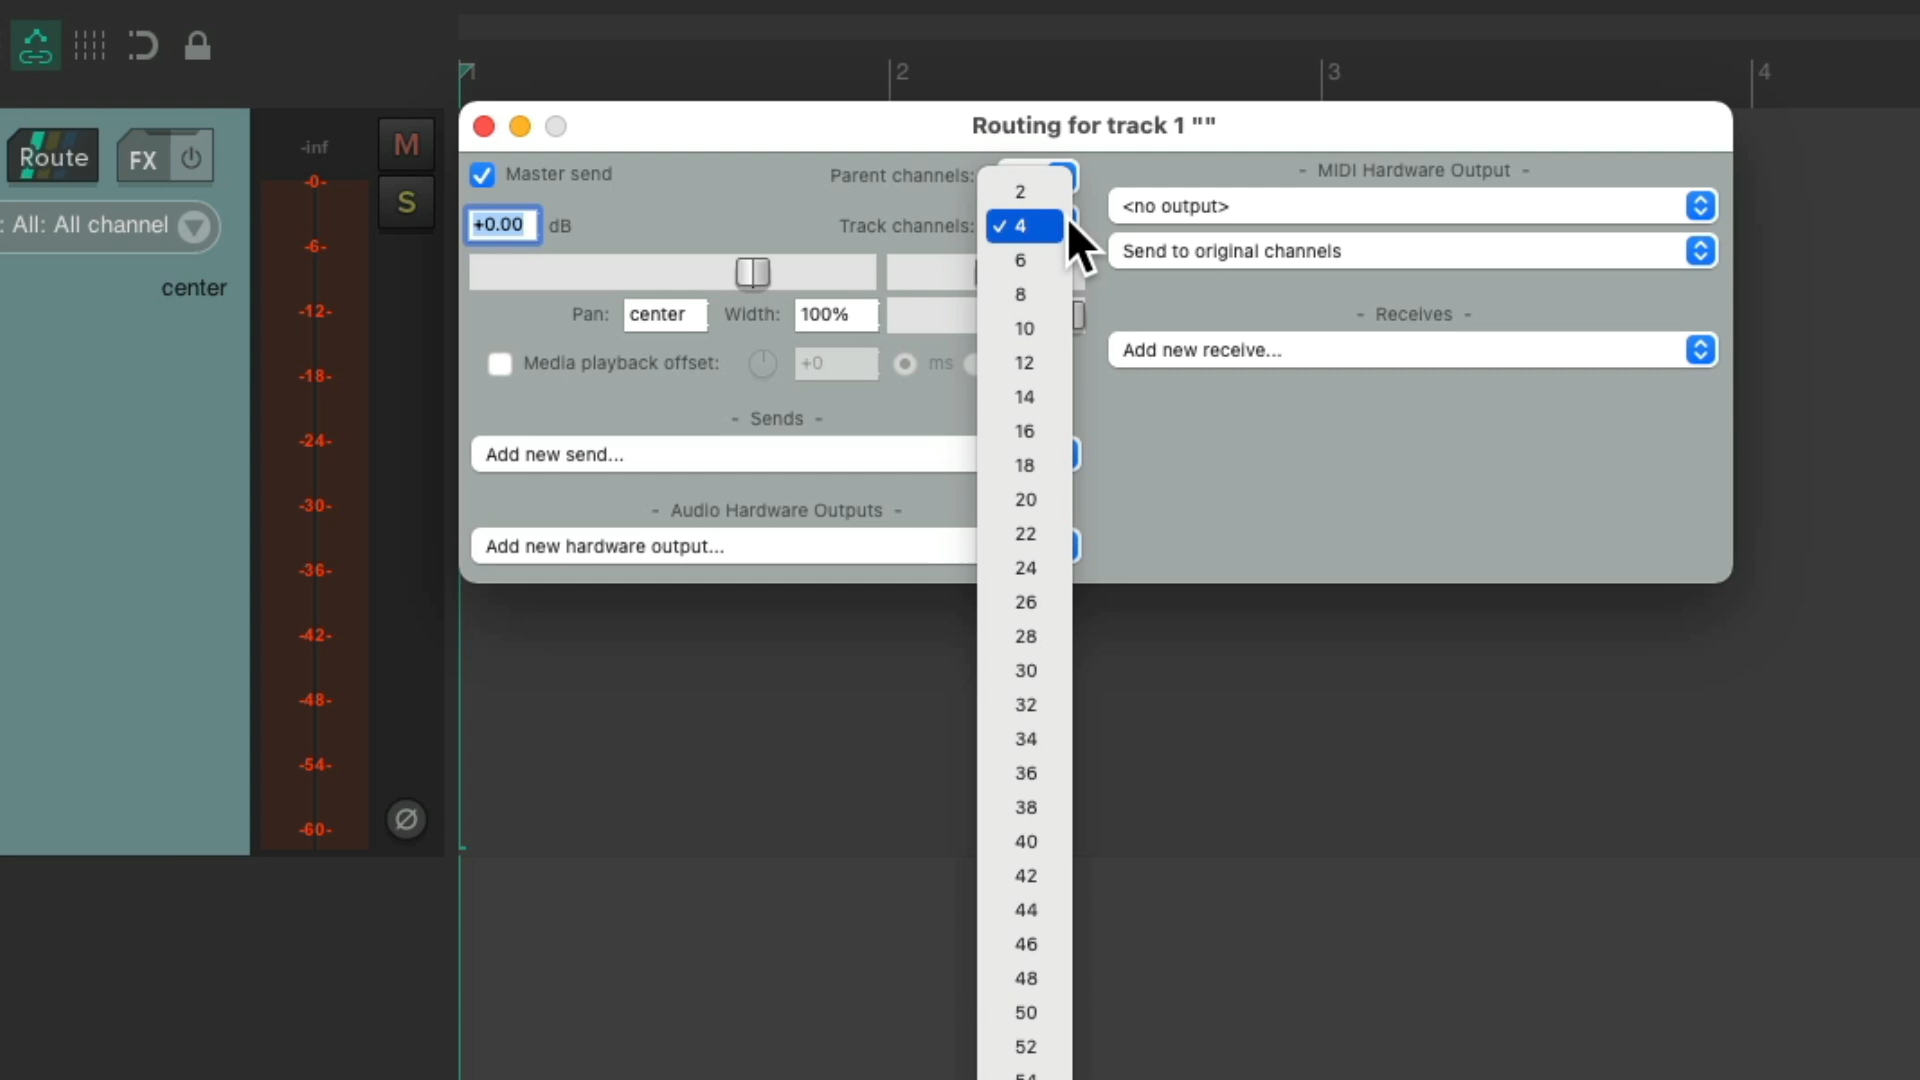 1 2 3 4
Routing for track 1 ""
Route FX
: All: All channel
center
-inf
-0-
-6-
-12-
-18-
-24-
-30-
-36-
-42-
-48-
-54-
-60-
M
S
Master send
Parent channels:
+0.00 dB
Track channels:
Pan: center Width: 100%
Media playback offset: +0 ms
- Sends -
Add new send...
- Audio Hardware Outputs -
Add new hardware output...
2
✓ 4
6
8
10
12
14
16
18
20
22
24
26
28
30
32
34
36
38
40
42
44
46
48
50
52
54
- MIDI Hardware Output -
<no output>
Send to original channels
- Receives -
Add new receive...